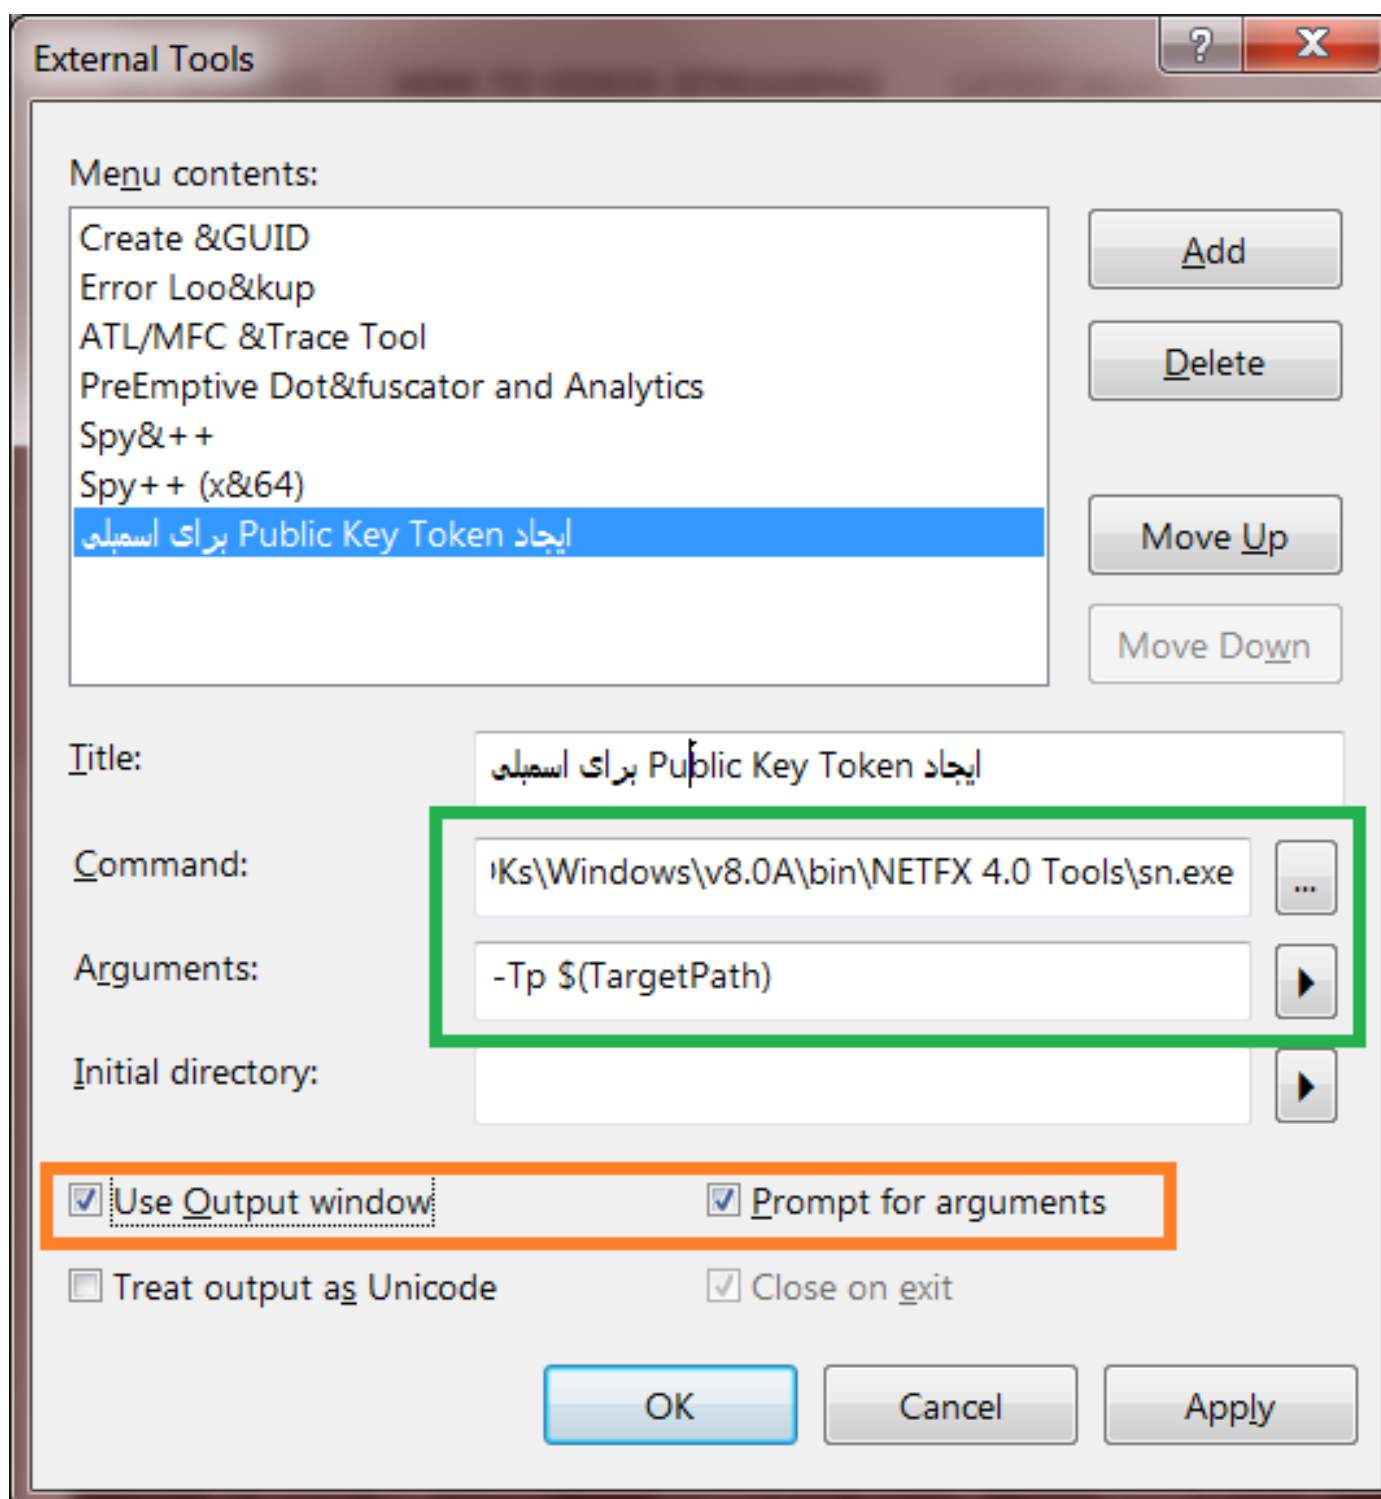 External Tools
Menu contents:
Create &GUID
Error Loo&kup
ATL/MFC &Trace Tool
PreEmptive Dot&fuscator and Analytics
Spy&++
Spy++ (x&64)
ایجاد Public Key Token برای اسمبلی
Add
Delete
Move Up
Move Down
Title:
ایجاد Public Key Token برای اسمبلی
Command:
Ks\Windows\v8.0A\bin\NETFX 4.0 Tools\sn.exe
...
Arguments:
-Tp $(TargetPath)
Initial directory:
Use Output window
Prompt for arguments
Treat output as Unicode
Close on exit
OK
Cancel
Apply